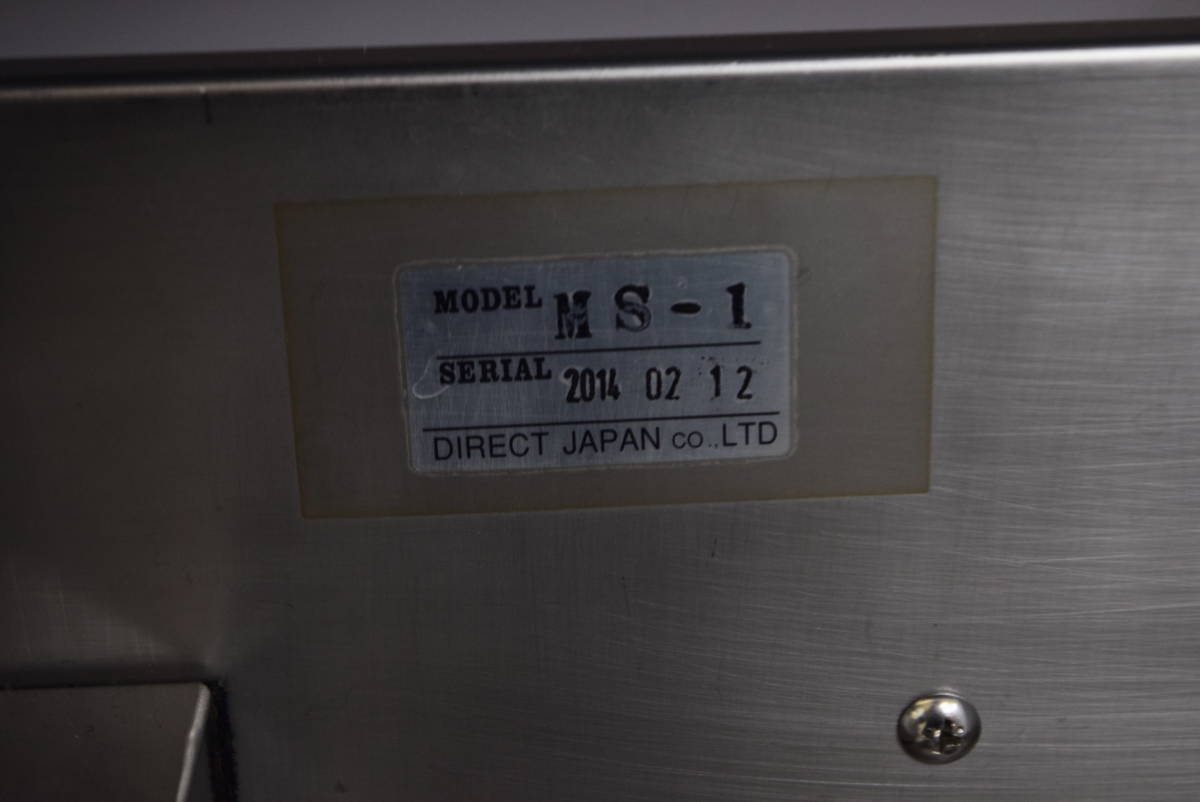 MODEL MS-1
SERIAL 2014 02 12
DIRECT JAPAN CO.,LTD